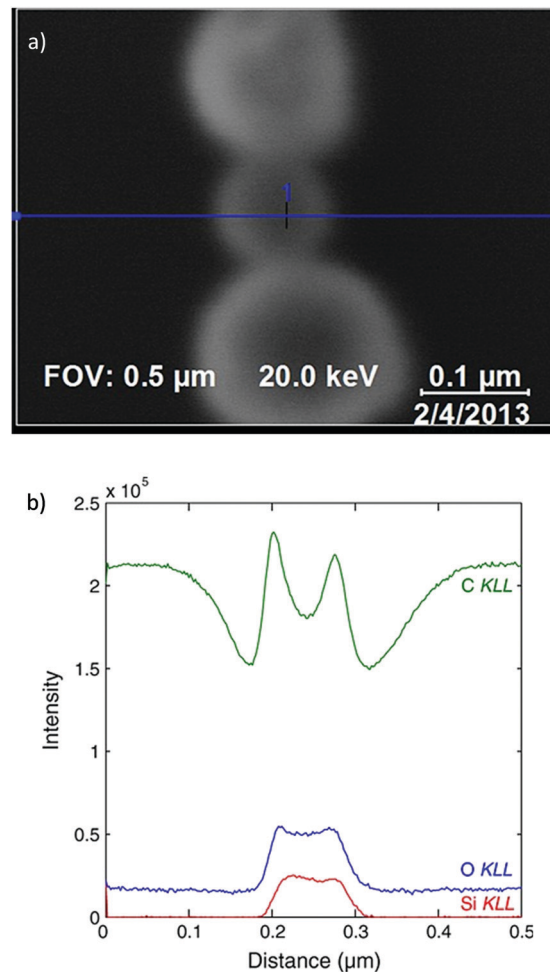 a)
1
FOV: 0.5 µm 20.0 keV 0.1 µm
2/4/2013
b)
x 10⁵
2.5
2
1.5
1
0.5
0
Intensity
C KLL
O KLL
Si KLL
0 0.1 0.2 0.3 0.4 0.5
Distance (µm)